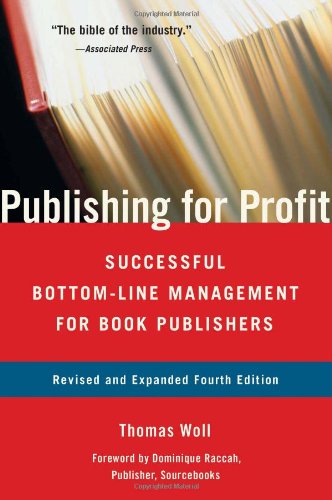 "The bible of the industry."
—Associated Press
Publishing for Profit
SUCCESSFUL
BOTTOM-LINE MANAGEMENT
FOR BOOK PUBLISHERS
Revised and Expanded Fourth Edition
Thomas Woll
Foreword by Dominique Raccah,
Publisher, Sourcebooks